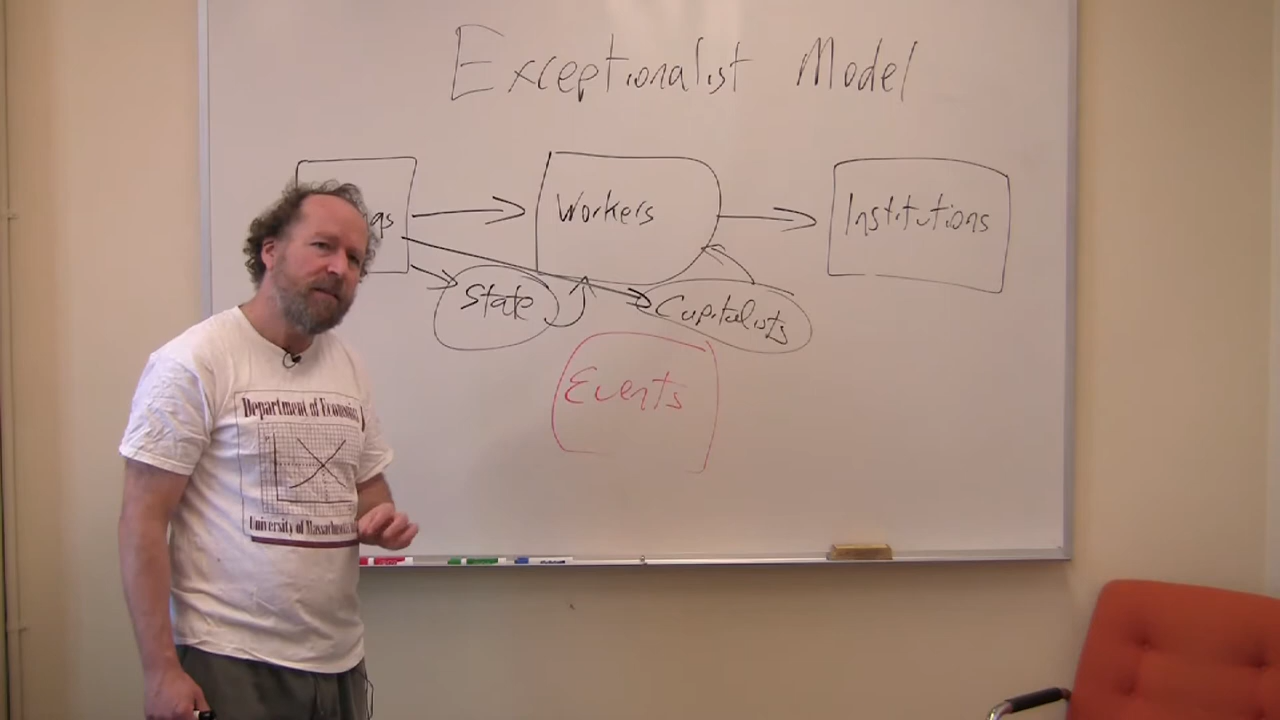 Exceptionalist Model
Workers
Institutions
State
Capitalists
Events
Department of Economics
University of Massachusetts